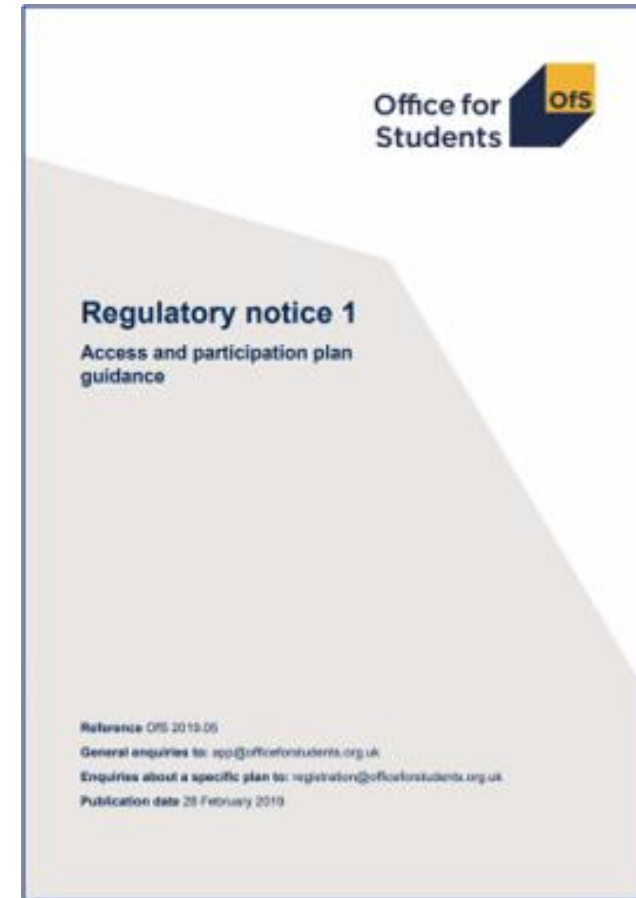 Office for
Students
OfS
Regulatory notice 1
Access and participation plan
guidance
Reference OfS 2019.05
General enquiries to: app@officeforstudents.org.uk
Enquiries about a specific plan to: registration@officeforstudents.org.uk
Publication date 28 February 2019